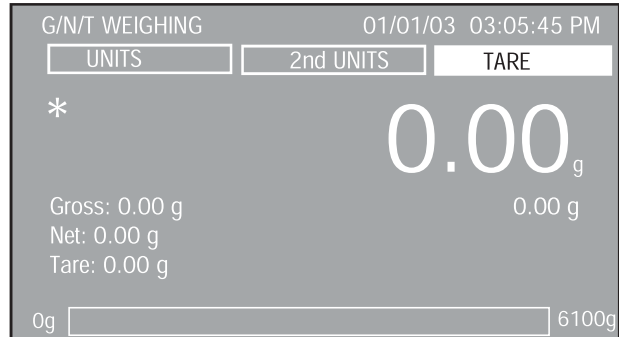 G/N/T WEIGHING 01/01/03 03:05:45 PM
UNITS 2nd UNITS TARE
*
0.00 g
Gross: 0.00 g 0.00 g
Net: 0.00 g
Tare: 0.00 g
0g 6100g